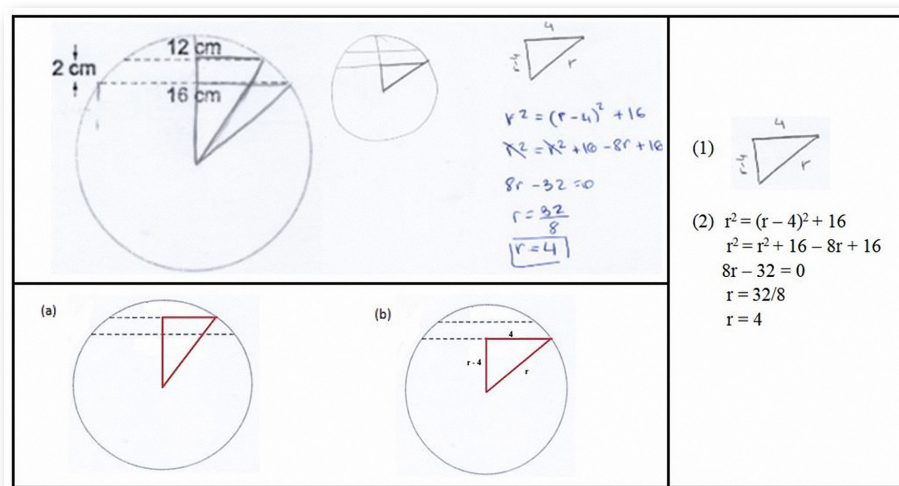 12 cm
2 cm
16 cm
4
r-4
r
r² = (r-4)² + 16
r² = r² + 16 - 8r + 16
8r - 32 = 0
r = 32/8
r = 4
(a)
(b)
4
r - 4
r
(1)
4
r-4
r
(2) r² = (r – 4)² + 16
r² = r² + 16 – 8r + 16
8r – 32 = 0
r = 32/8
r = 4